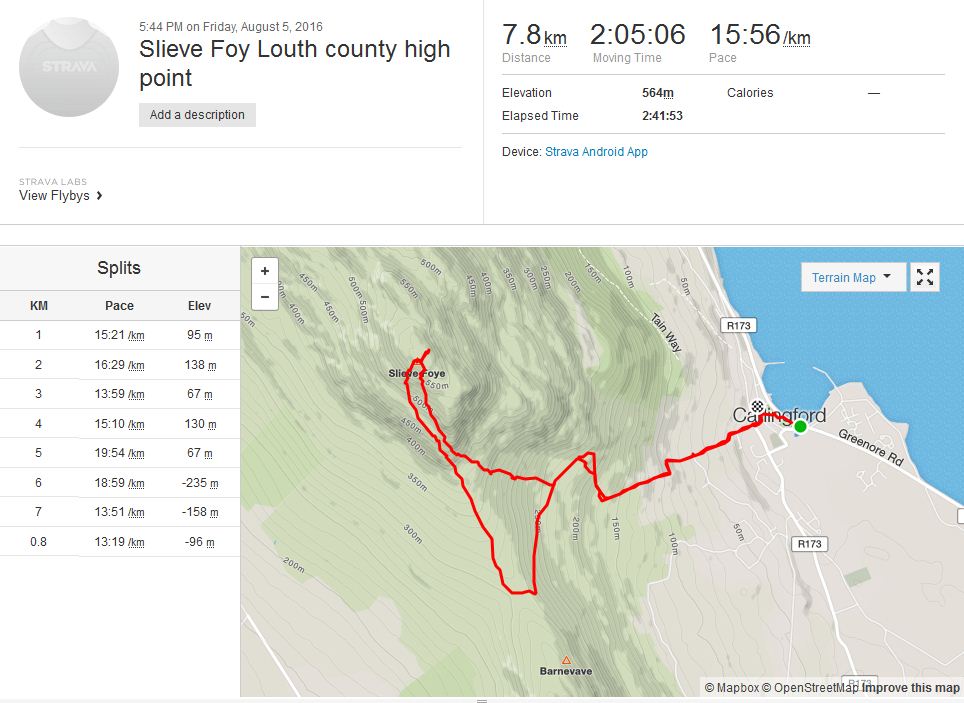 5:44 PM on Friday, August 5, 2016
Slieve Foy Louth county high
point
STRAVA
Add a description
STRAVA LABS
View Flybys
7.8 km 2:05:06 15:56 /km
Distance Moving Time Pace
Elevation 564m Calories —
Elapsed Time 2:41:53
Device: Strava Android App
Splits
KM Pace Elev
1 15:21 /km 95 m
2 16:29 /km 138 m
3 13:59 /km 67 m
4 15:10 /km 130 m
5 19:54 /km 67 m
6 18:59 /km -235 m
7 13:51 /km -158 m
0.8 13:19 /km -96 m
+
−
Terrain Map
500m
450m
500m
550m
500m
450m
400m
350m
300m
250m
200m
150m
100m
50m
150m
R173
Tain Way
Slieve Foye
550m
450m
400m
350m
300m
200m
Carlingford
Greenore Rd
200m
150m
100m
50m
R173
Barnevave
R173
© Mapbox © OpenStreetMap Improve this map